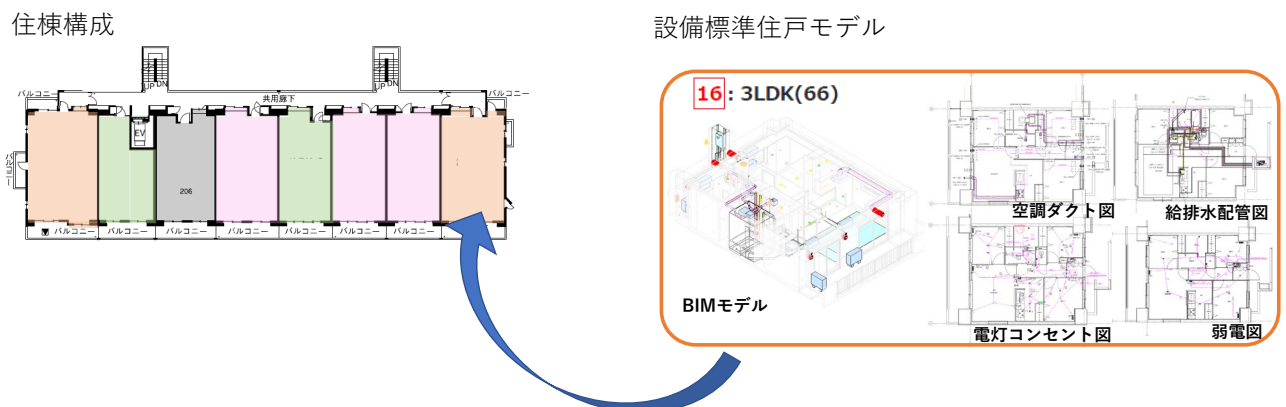 住棟構成
設備標準住戸モデル
16: 3LDK(66)
UP DN
UP DN
バルコニー
共用廊下
バルコニー
EV
バルコニー
206
バルコニー
バルコニー
バルコニー
バルコニー
バルコニー
バルコニー
バルコニー
空調ダクト図
給排水配管図
BIMモデル
電灯コンセント図
弱電図